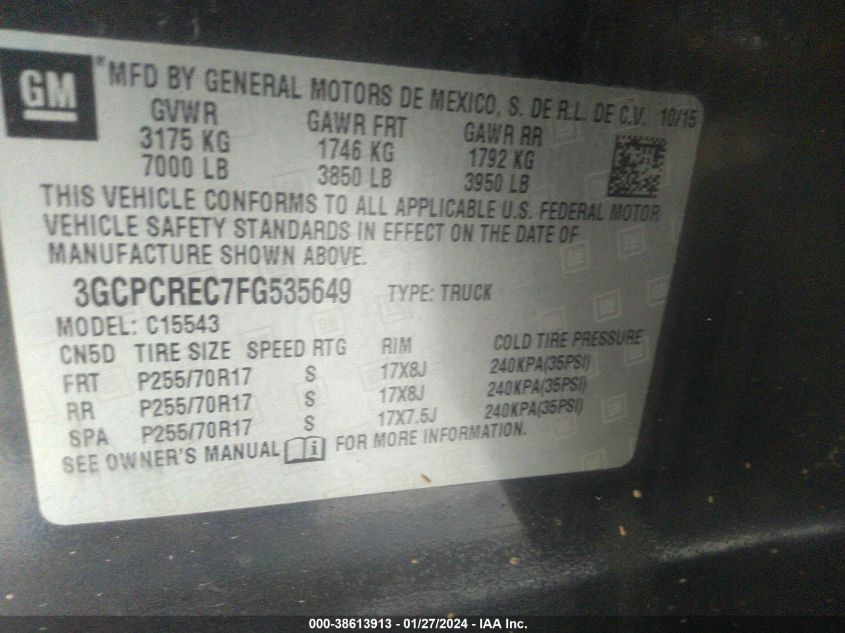 GM ® MFD BY GENERAL MOTORS DE MEXICO, S. DE R.L. DE C.V. 10/15
GVWR GAWR FRT GAWR RR
3175 KG 1746 KG 1792 KG
7000 LB 3850 LB 3950 LB
THIS VEHICLE CONFORMS TO ALL APPLICABLE U.S. FEDERAL MOTOR
VEHICLE SAFETY STANDARDS IN EFFECT ON THE DATE OF
MANUFACTURE SHOWN ABOVE.
3GCPCREC7FG535649 TYPE: TRUCK
MODEL: C15543
CN5D TIRE SIZE SPEED RTG RIM COLD TIRE PRESSURE
FRT P255/70R17 S 17X8J 240KPA(35PSI)
RR P255/70R17 S 17X8J 240KPA(35PSI)
SPA P255/70R17 S 17X7.5J 240KPA(35PSI)
SEE OWNER'S MANUAL i FOR MORE INFORMATION.
000-38613913 - 01/27/2024 - IAA Inc.